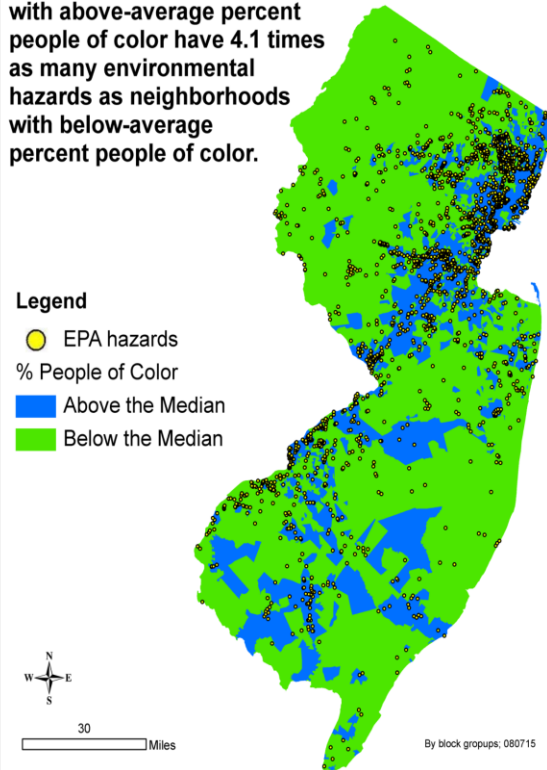 with above-average percent
people of color have 4.1 times
as many environmental
hazards as neighborhoods
with below-average
percent people of color.
Legend
EPA hazards
% People of Color
Above the Median
Below the Median
N
W E
S
30
Miles
By block gropups; 080715